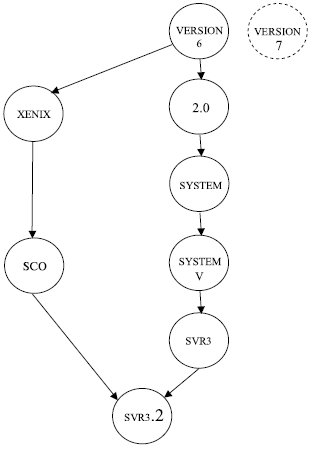 VERSION
6
VERSION
7
XENIX
2.0
SYSTEM
SCO
SYSTEM
V
SVR3
SVR3.2